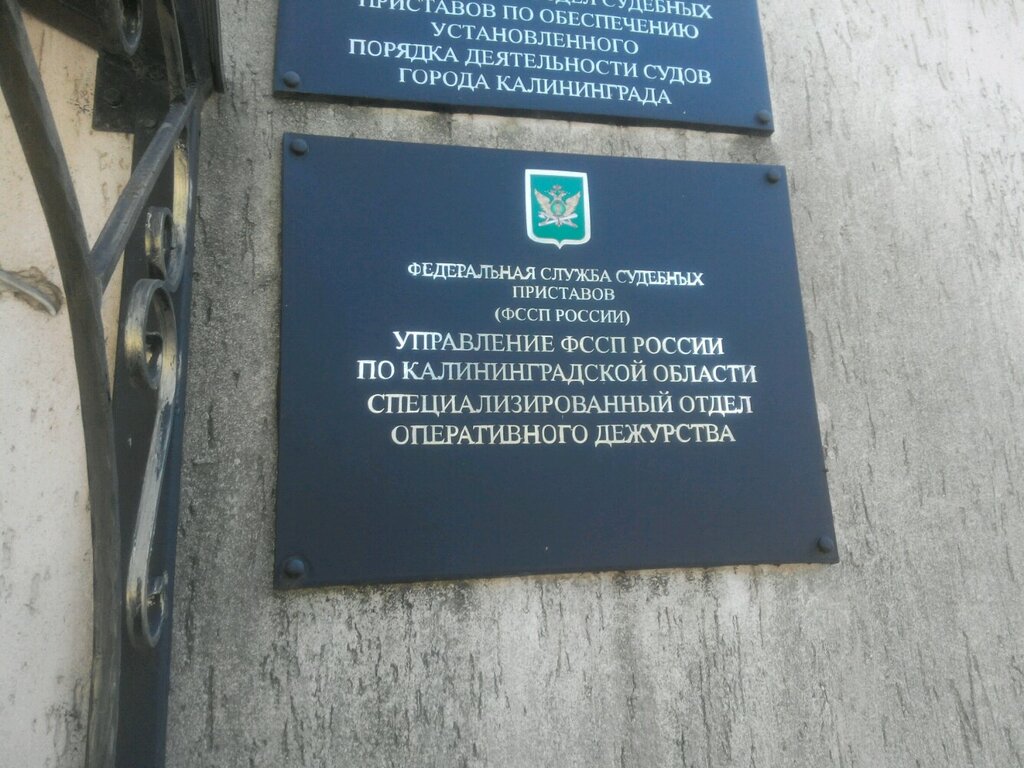 СУДЕБНЫХ
ПРИСТАВОВ ПО ОБЕСПЕЧЕНИЮ
УСТАНОВЛЕННОГО
ПОРЯДКА ДЕЯТЕЛЬНОСТИ СУДОВ
ГОРОДА КАЛИНИНГРАДА
ФЕДЕРАЛЬНАЯ СЛУЖБА СУДЕБНЫХ
ПРИСТАВОВ
(ФССП РОССИИ)
УПРАВЛЕНИЕ ФССП РОССИИ
ПО КАЛИНИНГРАДСКОЙ ОБЛАСТИ
СПЕЦИАЛИЗИРОВАННЫЙ ОТДЕЛ
ОПЕРАТИВНОГО ДЕЖУРСТВА